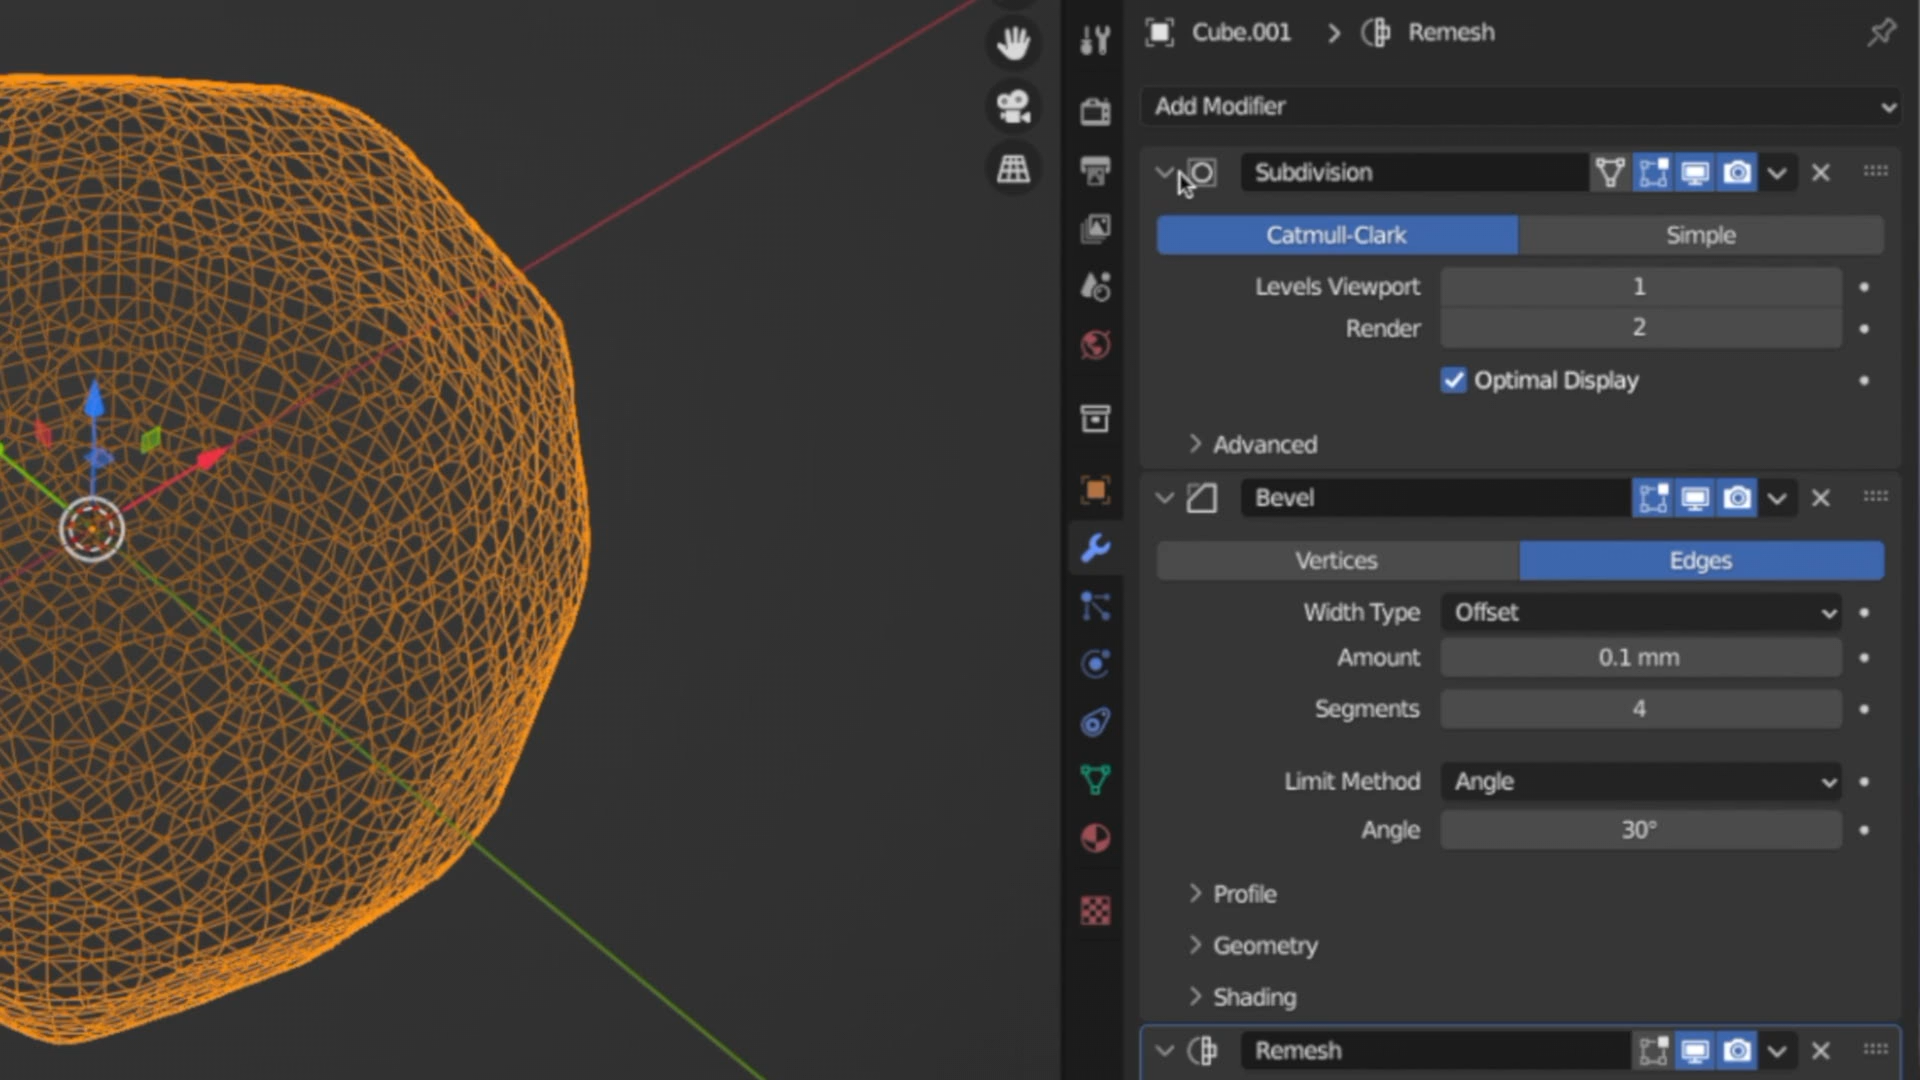 Cube.001 > Remesh
Add Modifier
Subdivision
Catmull-Clark Simple
Levels Viewport 1
Render 2
Optimal Display
Advanced
Bevel
Vertices Edges
Width Type Offset
Amount 0.1 mm
Segments 4
Limit Method Angle
Angle 30°
Profile
Geometry
Shading
Remesh